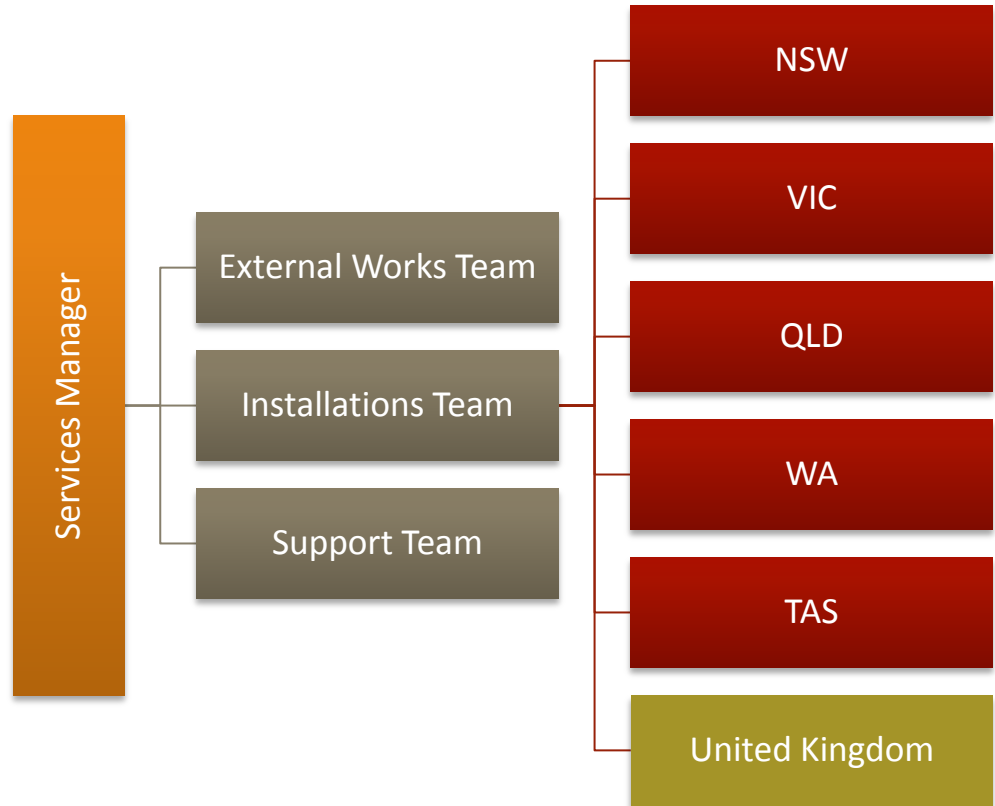 Services Manager
External Works Team
Installations Team
Support Team
NSW
VIC
QLD
WA
TAS
United Kingdom